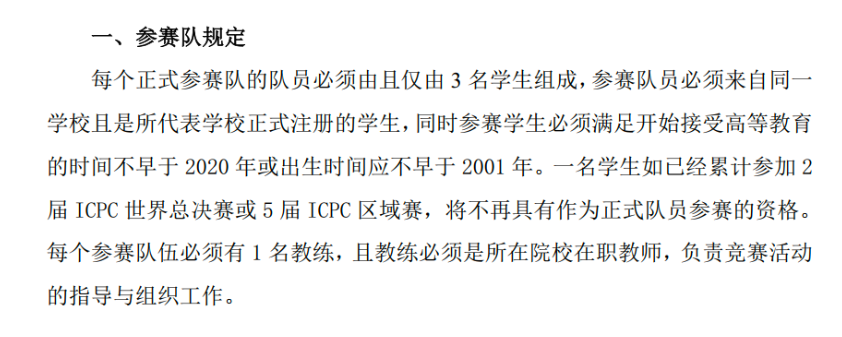 一、参赛队规定
每个正式参赛队的队员必须由且仅由 3 名学生组成，参赛队员必须来自同一
学校且是所代表学校正式注册的学生，同时参赛学生必须满足开始接受高等教育
的时间不早于 2020 年或出生时间应不早于 2001 年。一名学生如已经累计参加 2
届 ICPC 世界总决赛或 5 届 ICPC 区域赛，将不再具有作为正式队员参赛的资格。
每个参赛队伍必须有 1 名教练，且教练必须是所在院校在职教师，负责竞赛活动
的指导与组织工作。